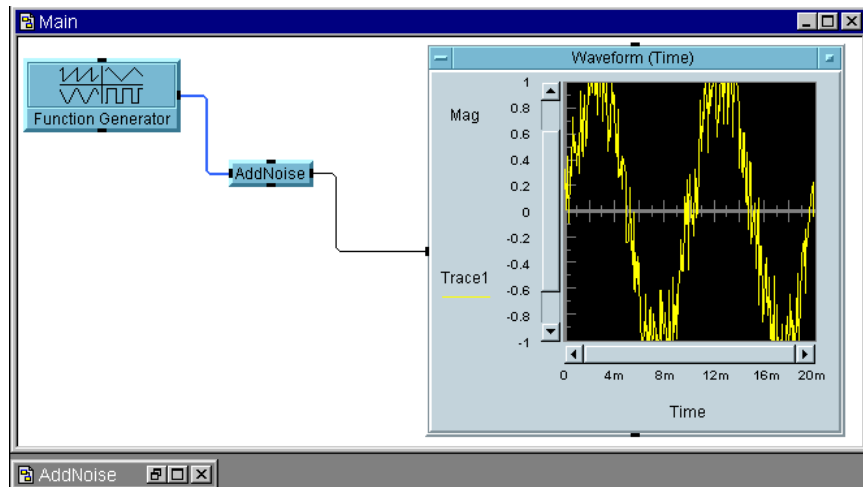 Main
Function Generator
AddNoise
Waveform (Time)
Mag
Trace1
1
0.8
0.6
0.4
0.2
0
-0.2
-0.4
-0.6
-0.8
-1
0 4m 8m 12m 16m 20m
Time
AddNoise